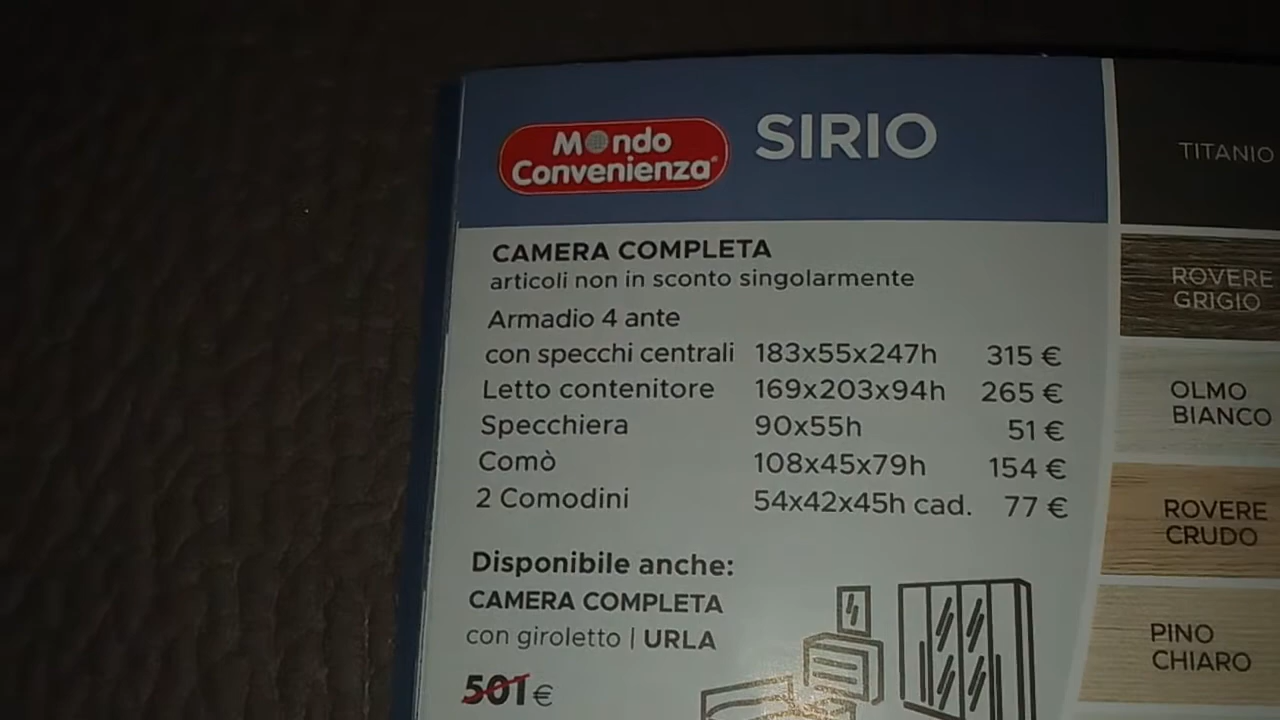 Mondo
Convenienza
SIRIO
CAMERA COMPLETA
articoli non in sconto singolarmente
Armadio 4 ante
con specchi centrali 183x55x247h 315 €
Letto contenitore 169x203x94h 265 €
Specchiera 90x55h 51 €
Comò 108x45x79h 154 €
2 Comodini 54x42x45h cad. 77 €
Disponibile anche:
CAMERA COMPLETA
con giroletto | URLA
501€
TITANIO
ROVERE
GRIGIO
OLMO
BIANCO
ROVERE
CRUDO
PINO
CHIARO